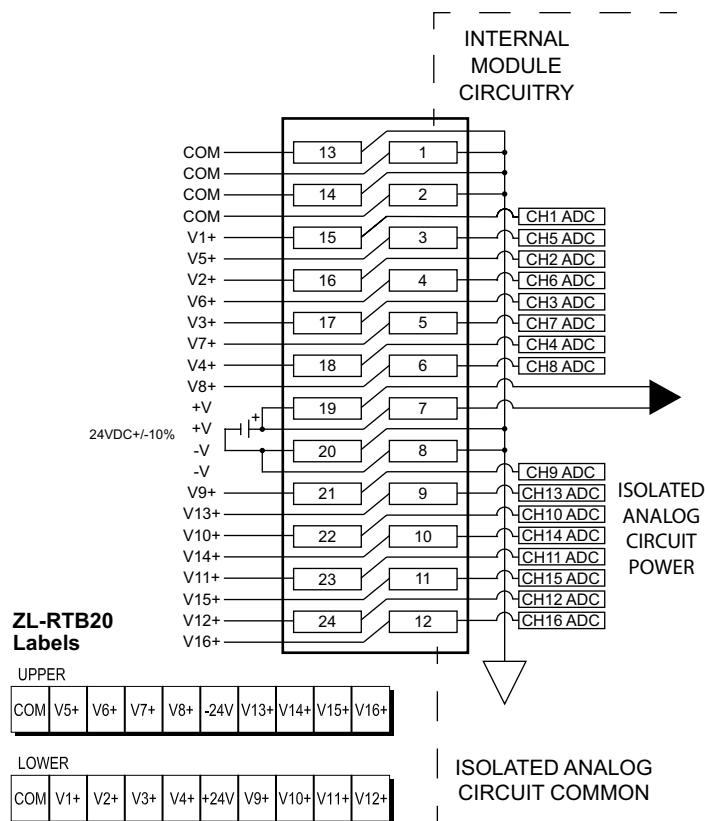 INTERNAL
MODULE
CIRCUITRY
COM 13 1
COM
COM 14 2
COM
CH1 ADC
V1+ 15 3 CH5 ADC
V5+ CH2 ADC
V2+ 16 4 CH6 ADC
V6+ CH3 ADC
V3+ 17 5 CH7 ADC
V7+ CH4 ADC
V4+ 18 6 CH8 ADC
V8+
+V 19 7
+
+V
24VDC+/-10%
-V 20 8
-V CH9 ADC
V9+ 21 9 CH13 ADC
V13+ CH10 ADC
V10+ 22 10 CH14 ADC
V14+ CH11 ADC
V11+ 23 11 CH15 ADC
V15+ CH12 ADC
V12+ 24 12 CH16 ADC
V16+
ISOLATED
ANALOG
CIRCUIT
POWER
ZL-RTB20
Labels
UPPER
COM V5+ V6+ V7+ V8+ -24V V13+ V14+ V15+ V16+
LOWER
COM V1+ V2+ V3+ V4+ +24V V9+ V10+ V11+ V12+
ISOLATED ANALOG
CIRCUIT COMMON